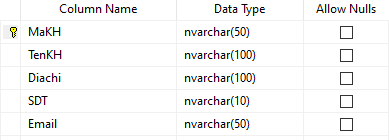 Column Name Data Type Allow Nulls
MaKH nvarchar(50)
TenKH nvarchar(100)
Diachi nvarchar(100)
SDT nvarchar(10)
Email nvarchar(50)